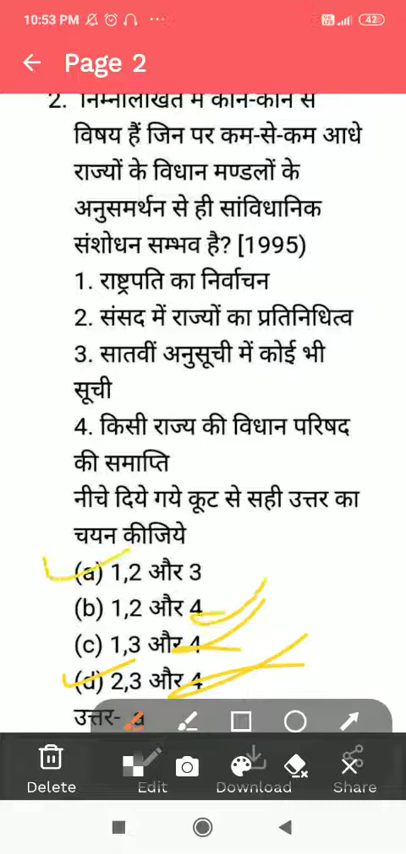 10:53 PM
42
Page 2
2. निम्नलिखित में कौन-कौन से
विषय हैं जिन पर कम-से-कम आधे
राज्यों के विधान मण्डलों के
अनुसमर्थन से ही सांविधानिक
संशोधन सम्भव है? [1995)
1. राष्ट्रपति का निर्वाचन
2. संसद में राज्यों का प्रतिनिधित्व
3. सातवीं अनुसूची में कोई भी
सूची
4. किसी राज्य की विधान परिषद
की समाप्ति
नीचे दिये गये कूट से सही उत्तर का
चयन कीजिये
(a) 1,2 और 3
(b) 1,2 और 4
(c) 1,3 और 4
(d) 2,3 और 4
उत्तर- a
Delete Edit Download Share